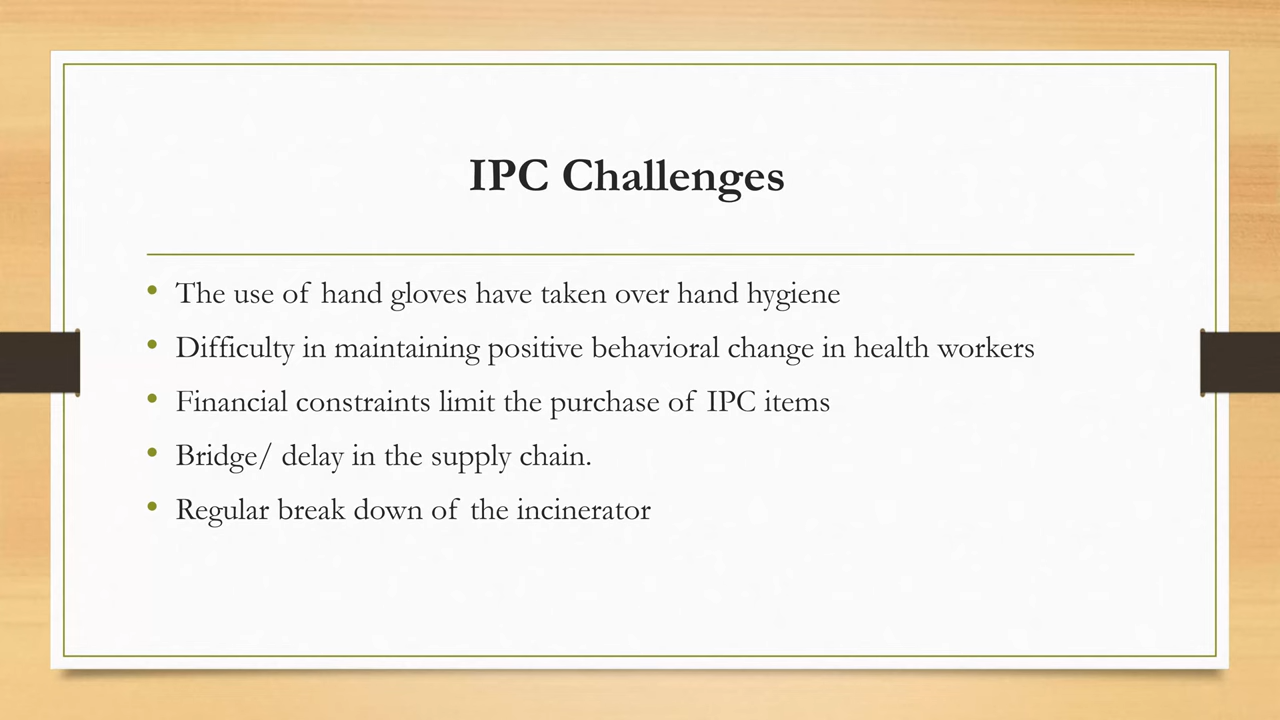 IPC Challenges
• The use of hand gloves have taken over hand hygiene
• Difficulty in maintaining positive behavioral change in health workers
• Financial constraints limit the purchase of IPC items
• Bridge/ delay in the supply chain.
• Regular break down of the incinerator